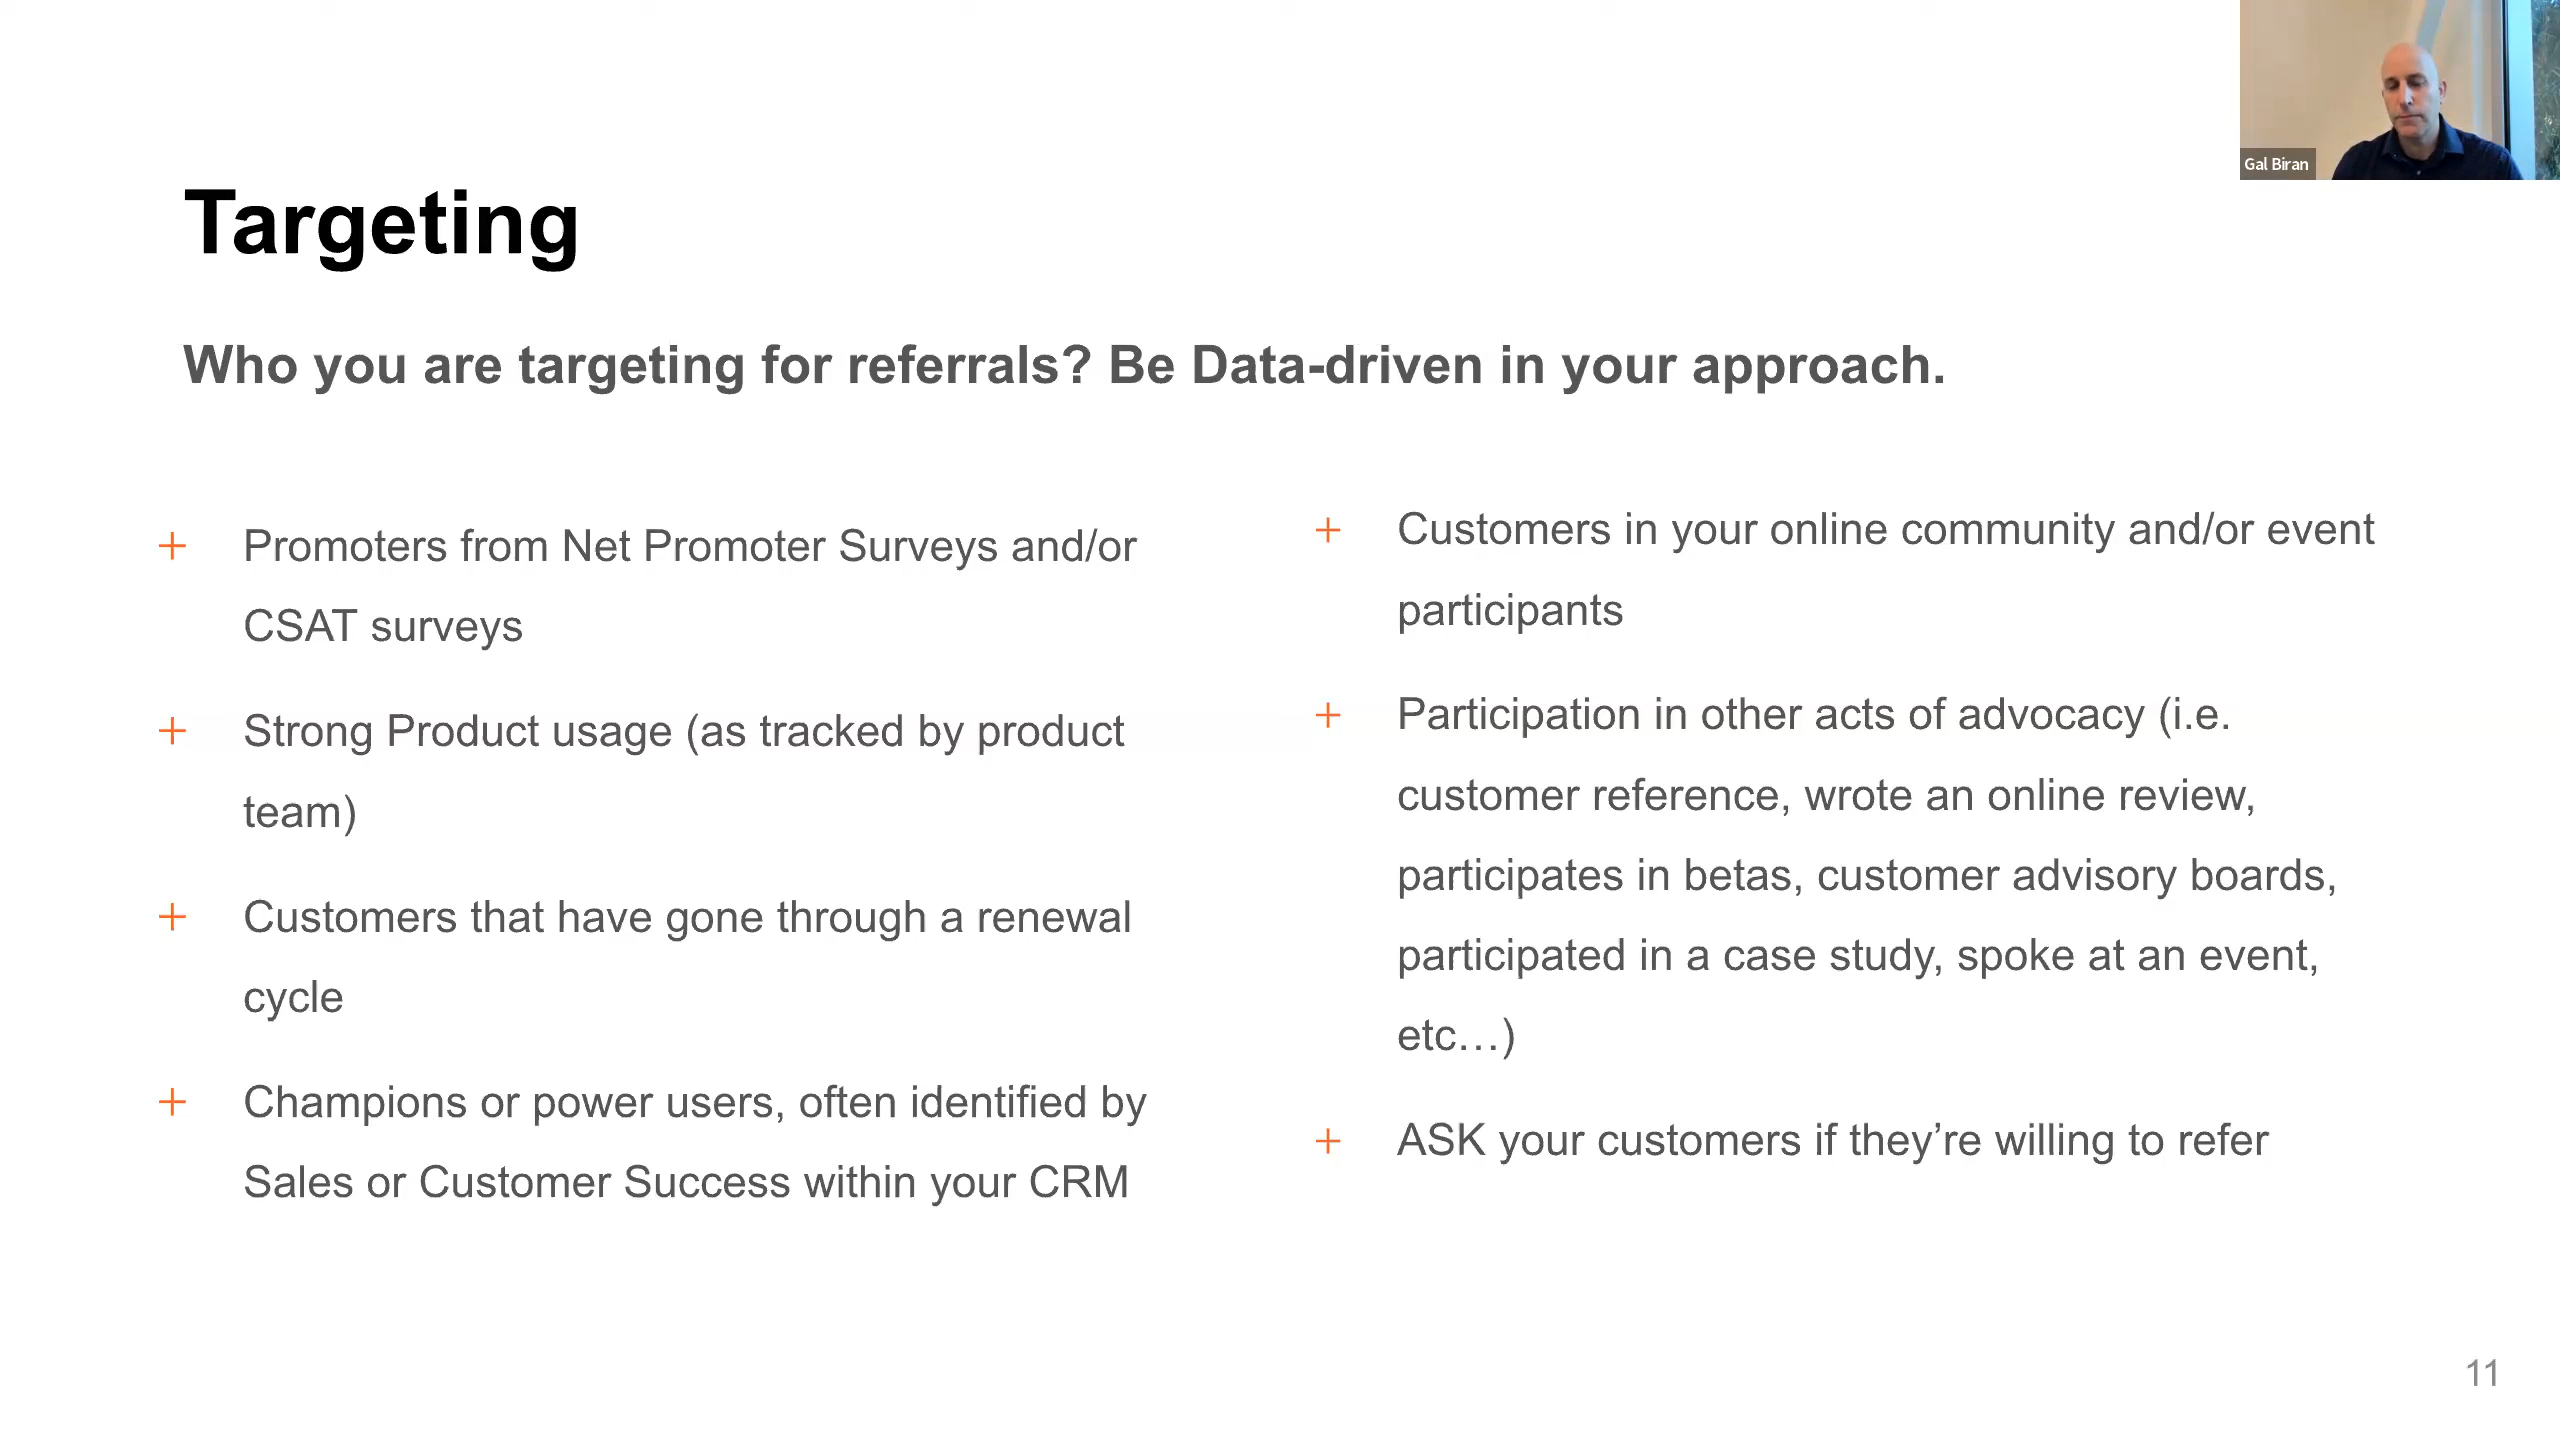 Gal Biran
Targeting
Who you are targeting for referrals? Be Data-driven in your approach.
+ Promoters from Net Promoter Surveys and/or
CSAT surveys
+ Strong Product usage (as tracked by product
team)
+ Customers that have gone through a renewal
cycle
+ Champions or power users, often identified by
Sales or Customer Success within your CRM
+ Customers in your online community and/or event
participants
+ Participation in other acts of advocacy (i.e.
customer reference, wrote an online review,
participates in betas, customer advisory boards,
participated in a case study, spoke at an event,
etc…)
+ ASK your customers if they’re willing to refer
11